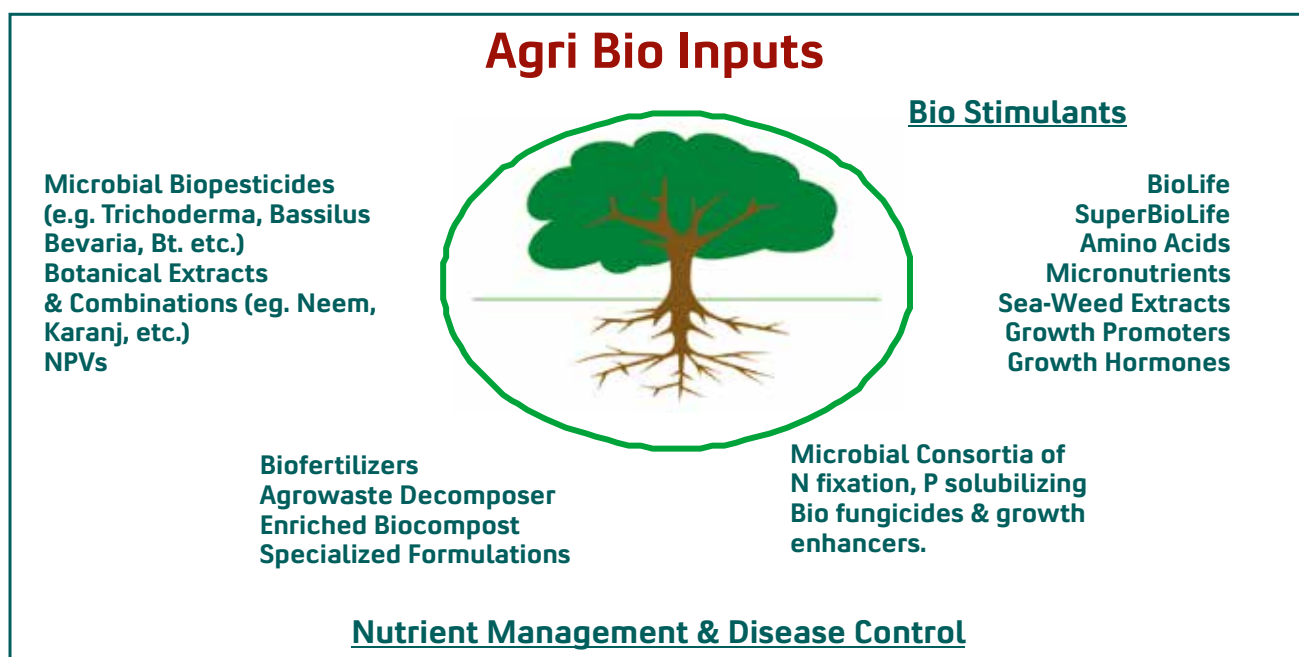 Agri Bio Inputs
Bio Stimulants
Microbial Biopesticides
(e.g. Trichoderma, Bassilus
Bevaria, Bt. etc.)
Botanical Extracts
& Combinations (eg. Neem,
Karanj, etc.)
NPVs
BioLife
SuperBioLife
Amino Acids
Micronutrients
Sea-Weed Extracts
Growth Promoters
Growth Hormones
Biofertilizers
Agrowaste Decomposer
Enriched Biocompost
Specialized Formulations
Microbial Consortia of
N fixation, P solubilizing
Bio fungicides & growth
enhancers.
Nutrient Management & Disease Control